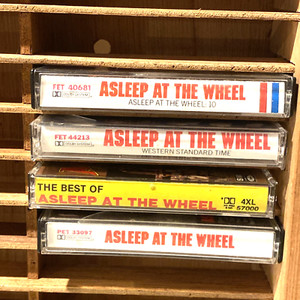 FET 40681
ASLEEP AT THE WHEEL
ASLEEP AT THE WHEEL 10
FET 44213
ASLEEP AT THE WHEEL
WESTERN STANDARD TIME
THE BEST OF
ASLEEP AT THE WHEEL
4XL
57000
PET 33097
ASLEEP AT THE WHEEL